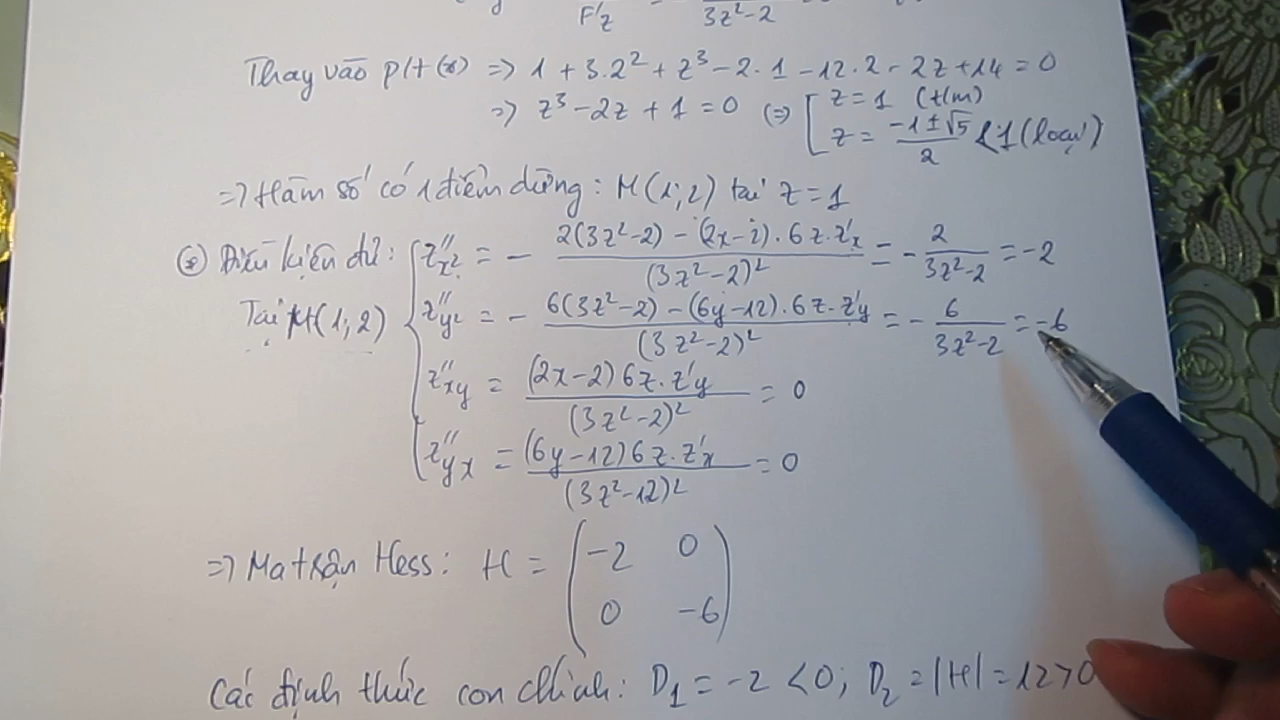 F'z 3z²-2
Thay vào pt (*) => 1 + 3.2² + z³ - 2.1 - 12.2 - 2z + 14 = 0
=> z³ - 2z + 1 = 0 (=) [ z = 1 (t/m)
z = (-1 ± √5)/2 < 1 (loại)
=> Hàm số có 1 điểm dừng: M(1;2) tại z = 1
* Điều kiện đủ: { z''x² = - (2(3z²-2) - (2x-2).6z.z'x)/(3z²-2)² = - 2/(3z²-2) = -2
Tại M(1;2) z''y² = - (6(3z²-2) - (6y-12).6z.z'y)/(3z²-2)² = - 6/(3z²-2) = -6
z''xy = ((2x-2)6z.z'y)/(3z²-2)² = 0
z''yx = ((6y-12)6z.z'x)/(3z²-12)² = 0
=> Ma trận Hess: H = ( -2 0
0 -6 )
Các định thức con chính: D₁ = -2 < 0; D₂ = |H| = 12 > 0